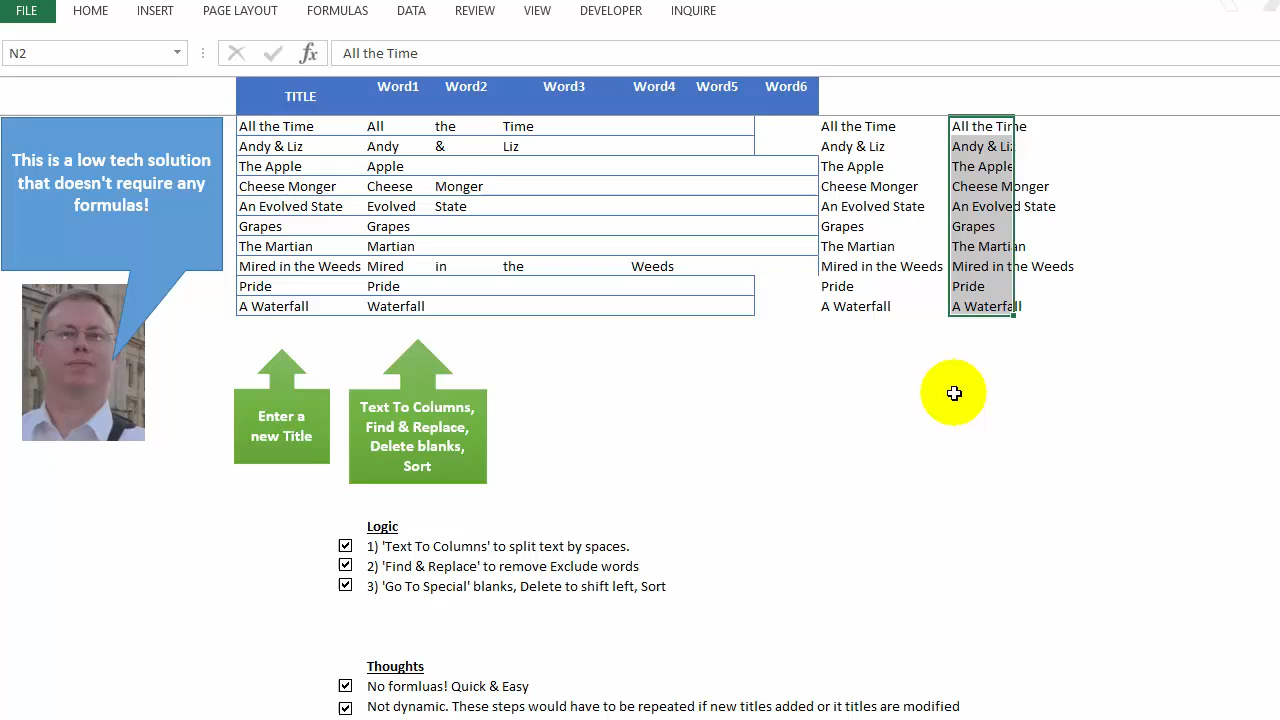 FILE HOME INSERT PAGE LAYOUT FORMULAS DATA REVIEW VIEW DEVELOPER INQUIRE
N2 fx All the Time
TITLE Word1 Word2 Word3 Word4 Word5 Word6
All the Time All the Time All the Time All the Time
Andy & Liz Andy & Liz Andy & Liz Andy & Liz
The Apple Apple The Apple The Apple
Cheese Monger Cheese Monger Cheese Monger Cheese Monger
An Evolved State Evolved State An Evolved State An Evolved State
Grapes Grapes Grapes Grapes
The Martian Martian The Martian The Martian
Mired in the Weeds Mired in the Weeds Mired in the Weeds Mired in the Weeds
Pride Pride Pride Pride
A Waterfall Waterfall A Waterfall A Waterfall
This is a low tech solution
that doesn't require any
formulas!
Enter a
new Title
Text To Columns,
Find & Replace,
Delete blanks,
Sort
Logic
1) 'Text To Columns' to split text by spaces.
2) 'Find & Replace' to remove Exclude words
3) 'Go To Special' blanks, Delete to shift left, Sort
Thoughts
No formluas! Quick & Easy
Not dynamic. These steps would have to be repeated if new titles added or it titles are modified